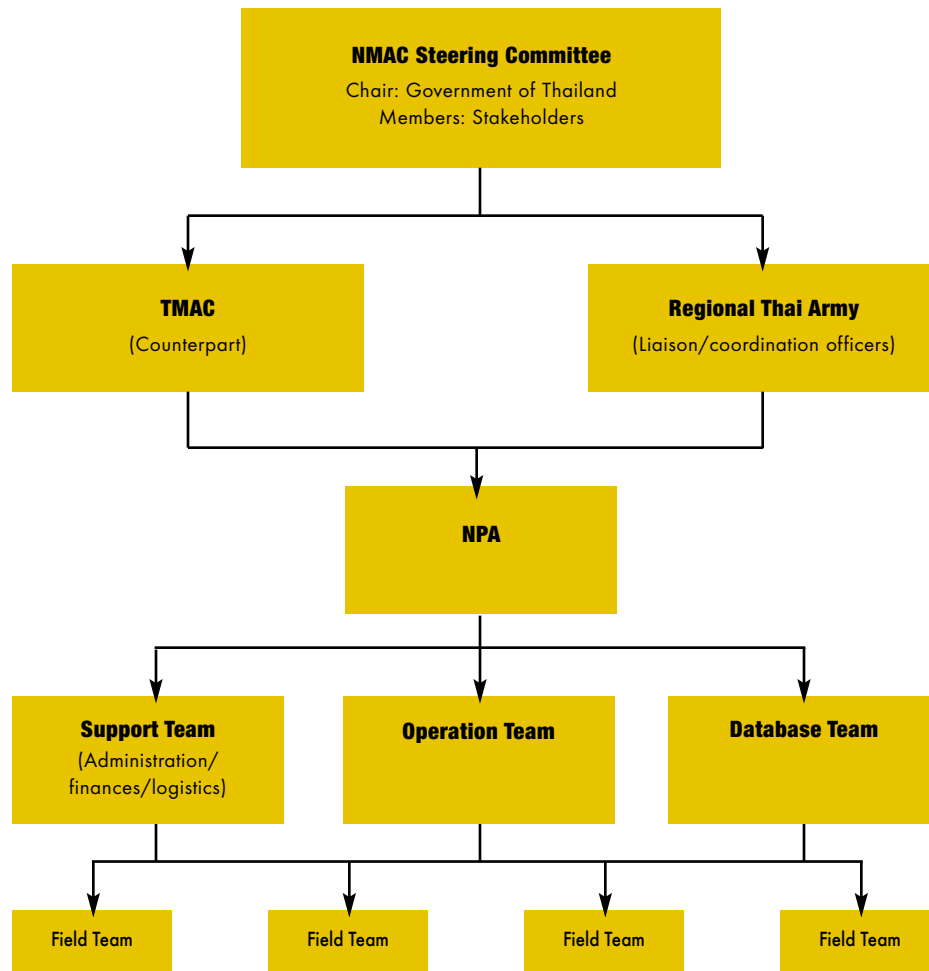 NMAC Steering Committee
Chair: Government of Thailand
Members: Stakeholders
TMAC
(Counterpart)
Regional Thai Army
(Liaison/coordination officers)
NPA
Support Team
(Administration/
finances/logistics)
Operation Team
Database Team
Field Team
Field Team
Field Team
Field Team